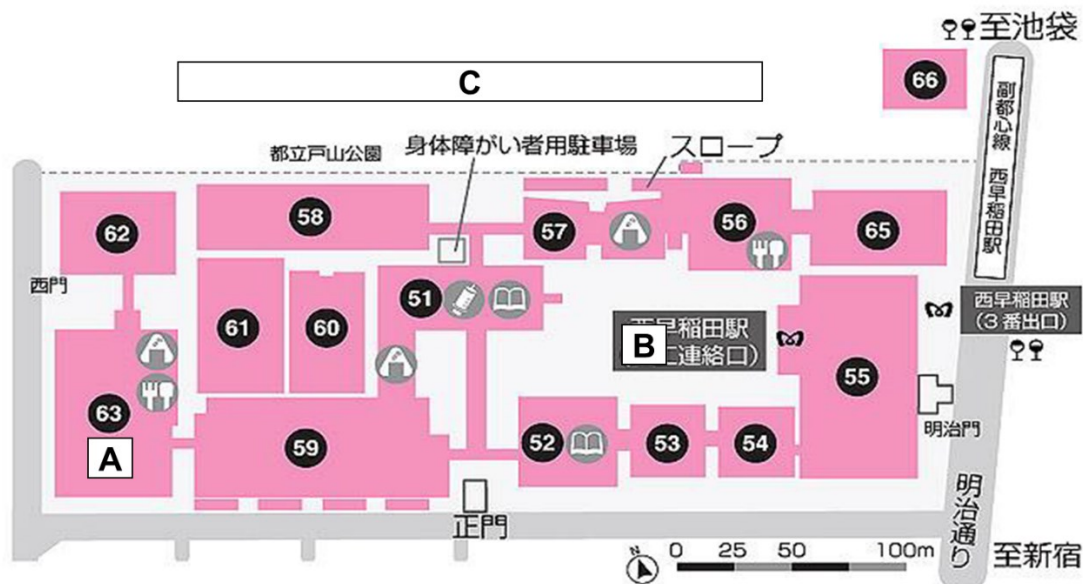 至池袋
C
66
副都心線 西早稲田駅
都立戸山公園
身体障がい者用駐車場
スロープ
62
58
57
56
65
西門
51
61
60
B
早稲田駅
連絡口)
西早稲田駅
(3番出口)
55
63
A
59
52
53
54
明治門
正門
明治通り
N
0 25 50 100m
至新宿